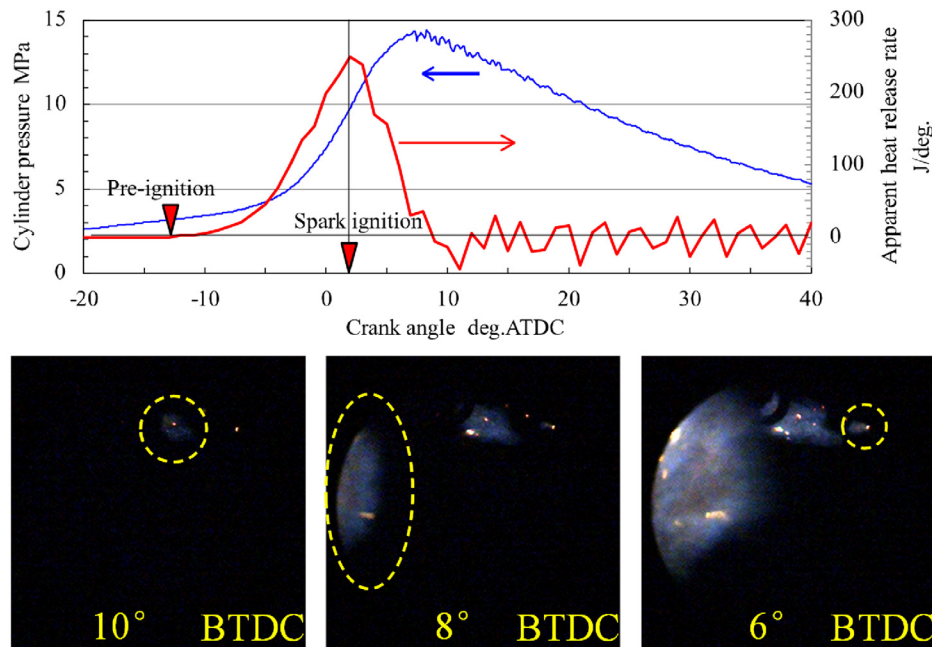 15
300
Cylinder pressure MPa
10
5
0
200
100
0
Apparent heat release rate
J/deg.
Pre-ignition
Spark ignition
-20
-10
0
10
20
30
40
Crank angle deg.ATDC
10° BTDC
8° BTDC
6° BTDC